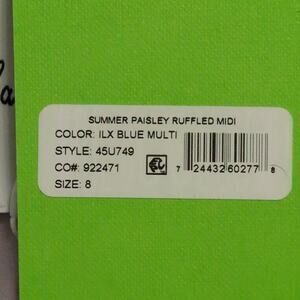 SUMMER PAISLEY RUFFLED MIDI
COLOR: ILX BLUE MULTI
STYLE: 45U749
CO#: 922471
SIZE: 8
7 24432 60277 8